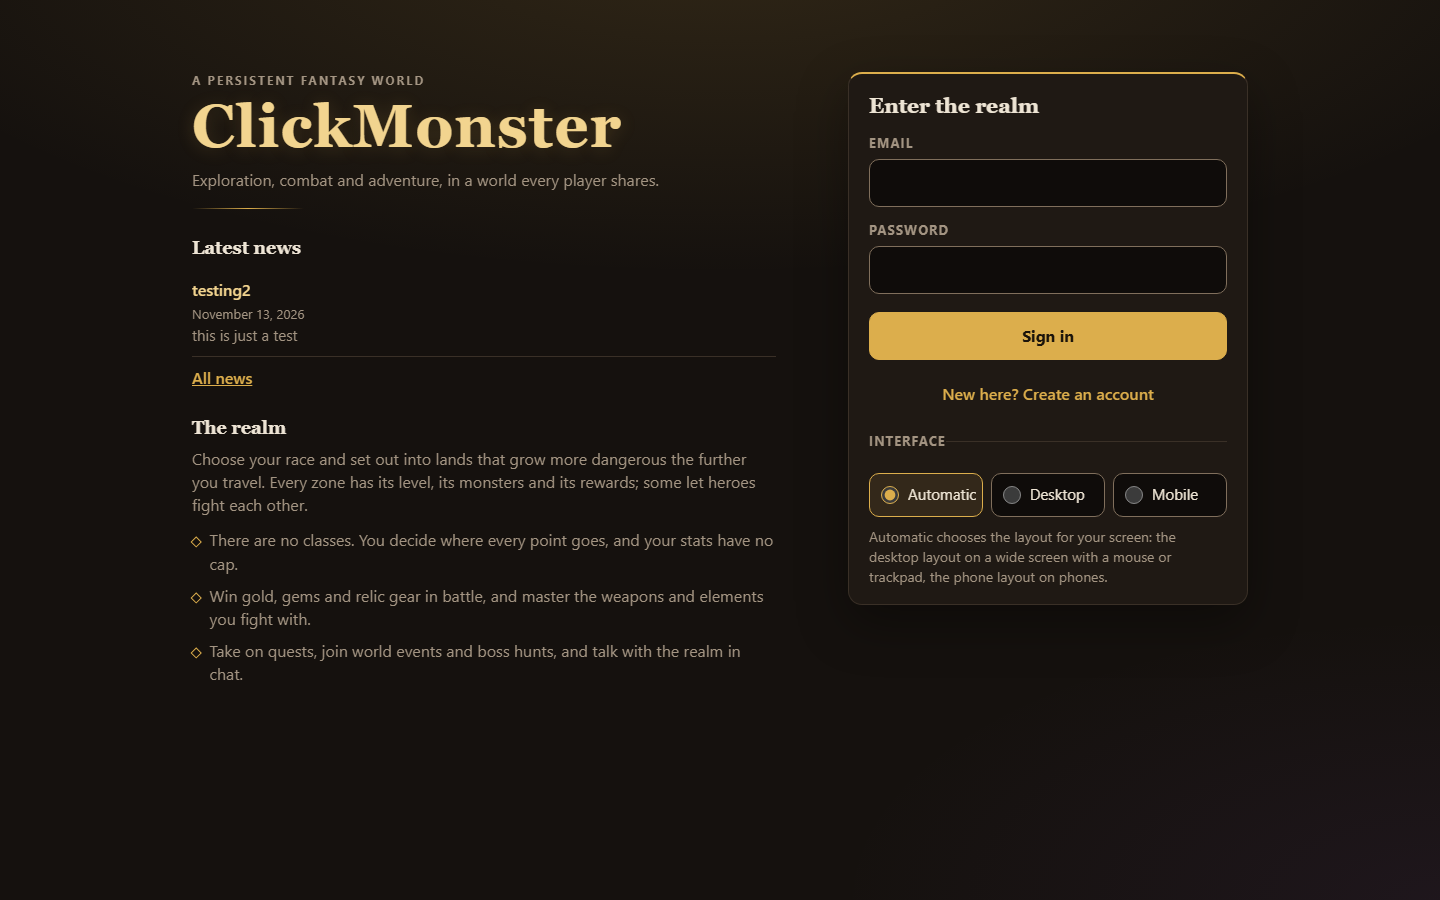 A PERSISTENT FANTASY WORLD
ClickMonster
Exploration, combat and adventure, in a world every player shares.
Latest news
testing2
November 13, 2026
this is just a test
All news
The realm
Choose your race and set out into lands that grow more dangerous the further
you travel. Every zone has its level, its monsters and its rewards; some let heroes
fight each other.
There are no classes. You decide where every point goes, and your stats have no
cap.
Win gold, gems and relic gear in battle, and master the weapons and elements
you fight with.
Take on quests, join world events and boss hunts, and talk with the realm in
chat.
Enter the realm
EMAIL
PASSWORD
Sign in
New here? Create an account
INTERFACE
Automatic
Desktop
Mobile
Automatic chooses the layout for your screen: the
desktop layout on a wide screen with a mouse or
trackpad, the phone layout on phones.